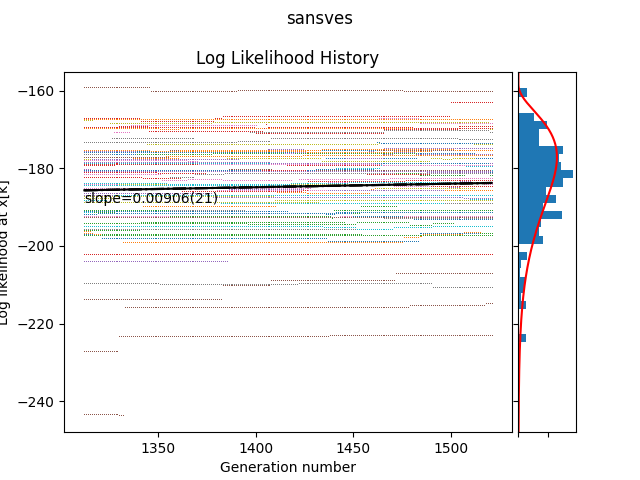 sansves
Log Likelihood History
Log likelihood at x[k]
−160
−180
−200
−220
−240
slope=0.00906(21)
1350
1400
1450
1500
Generation number